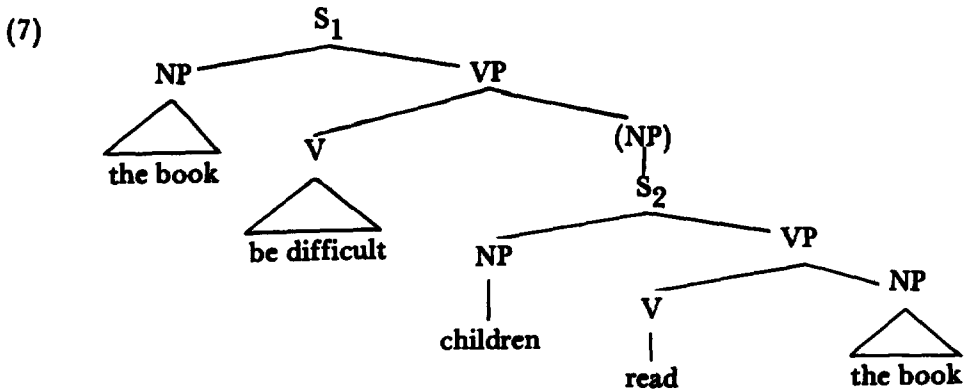 (7)
S1
NP VP
the book
V (NP)
be difficult
S2
NP VP
children
V NP
read the book